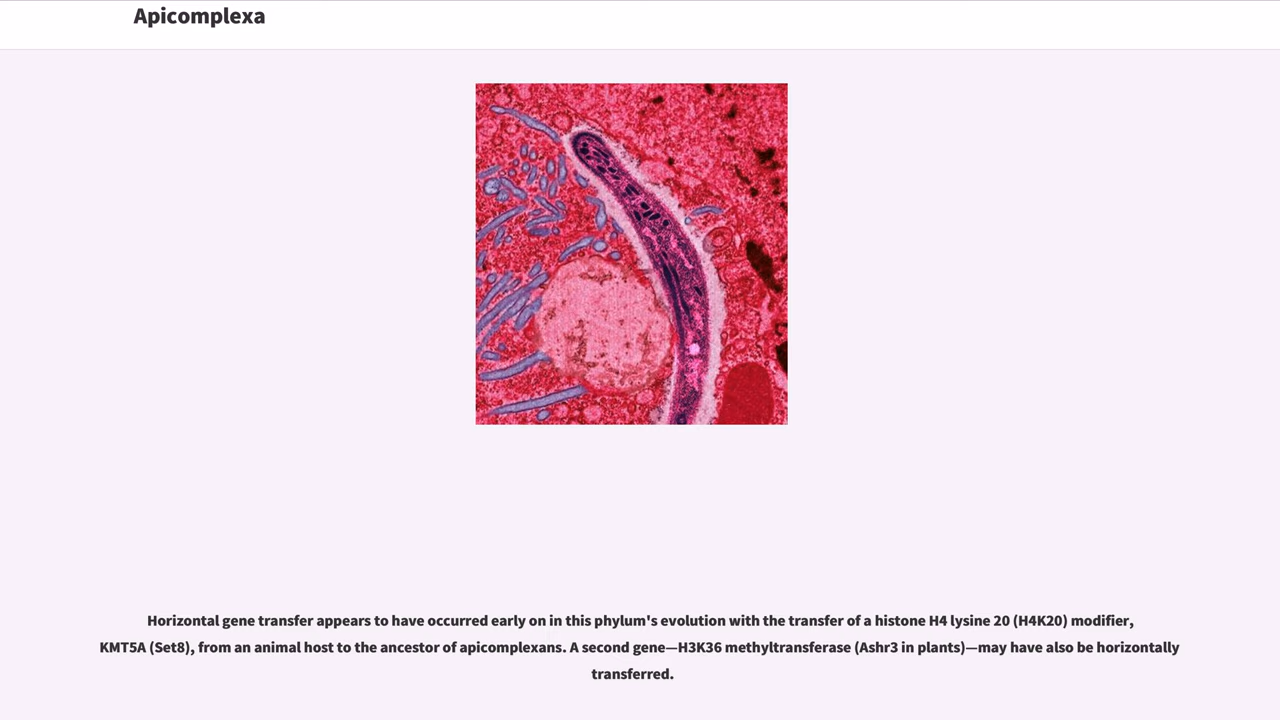 Apicomplexa
Horizontal gene transfer appears to have occurred early on in this phylum's evolution with the transfer of a histone H4 lysine 20 (H4K20) modifier,
KMT5A (Set8), from an animal host to the ancestor of apicomplexans. A second gene—H3K36 methyltransferase (Ashr3 in plants)—may have also be horizontally
transferred.